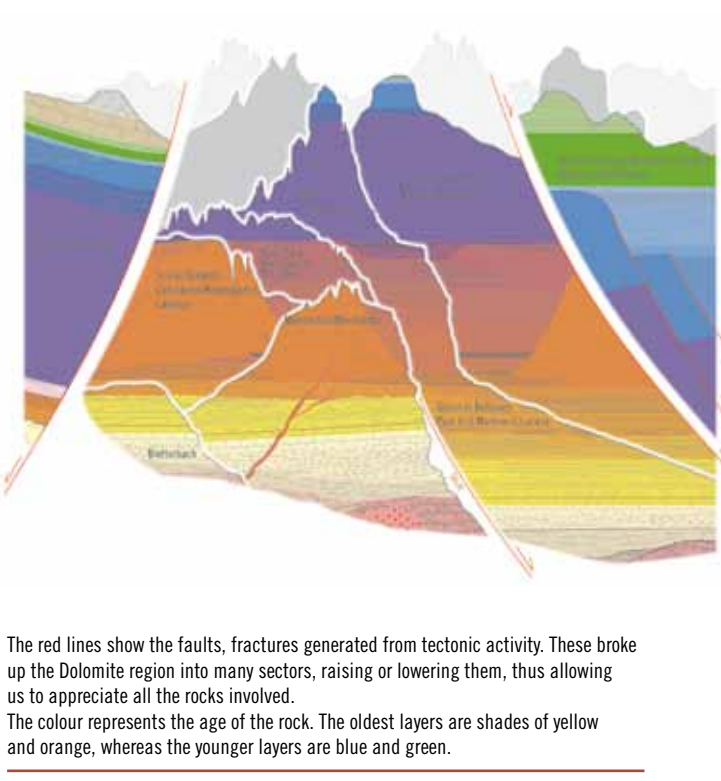 Bletterbach
The red lines show the faults, fractures generated from tectonic activity. These broke
up the Dolomite region into many sectors, raising or lowering them, thus allowing
us to appreciate all the rocks involved.
The colour represents the age of the rock. The oldest layers are shades of yellow
and orange, whereas the younger layers are blue and green.